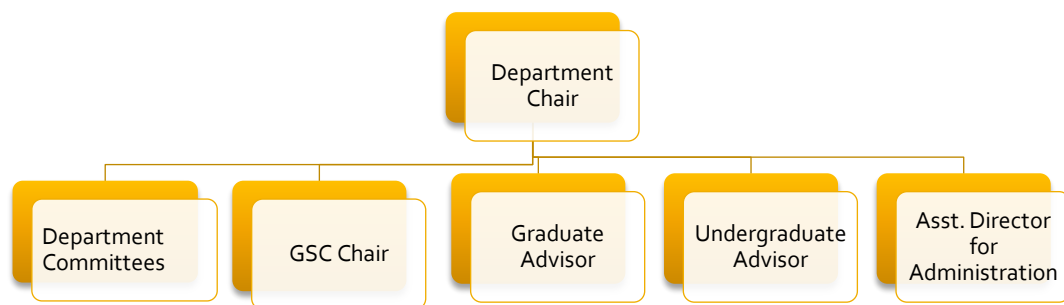 Department
Chair
Department
Committees
GSC Chair
Graduate
Advisor
Undergraduate
Advisor
Asst. Director
for
Administration